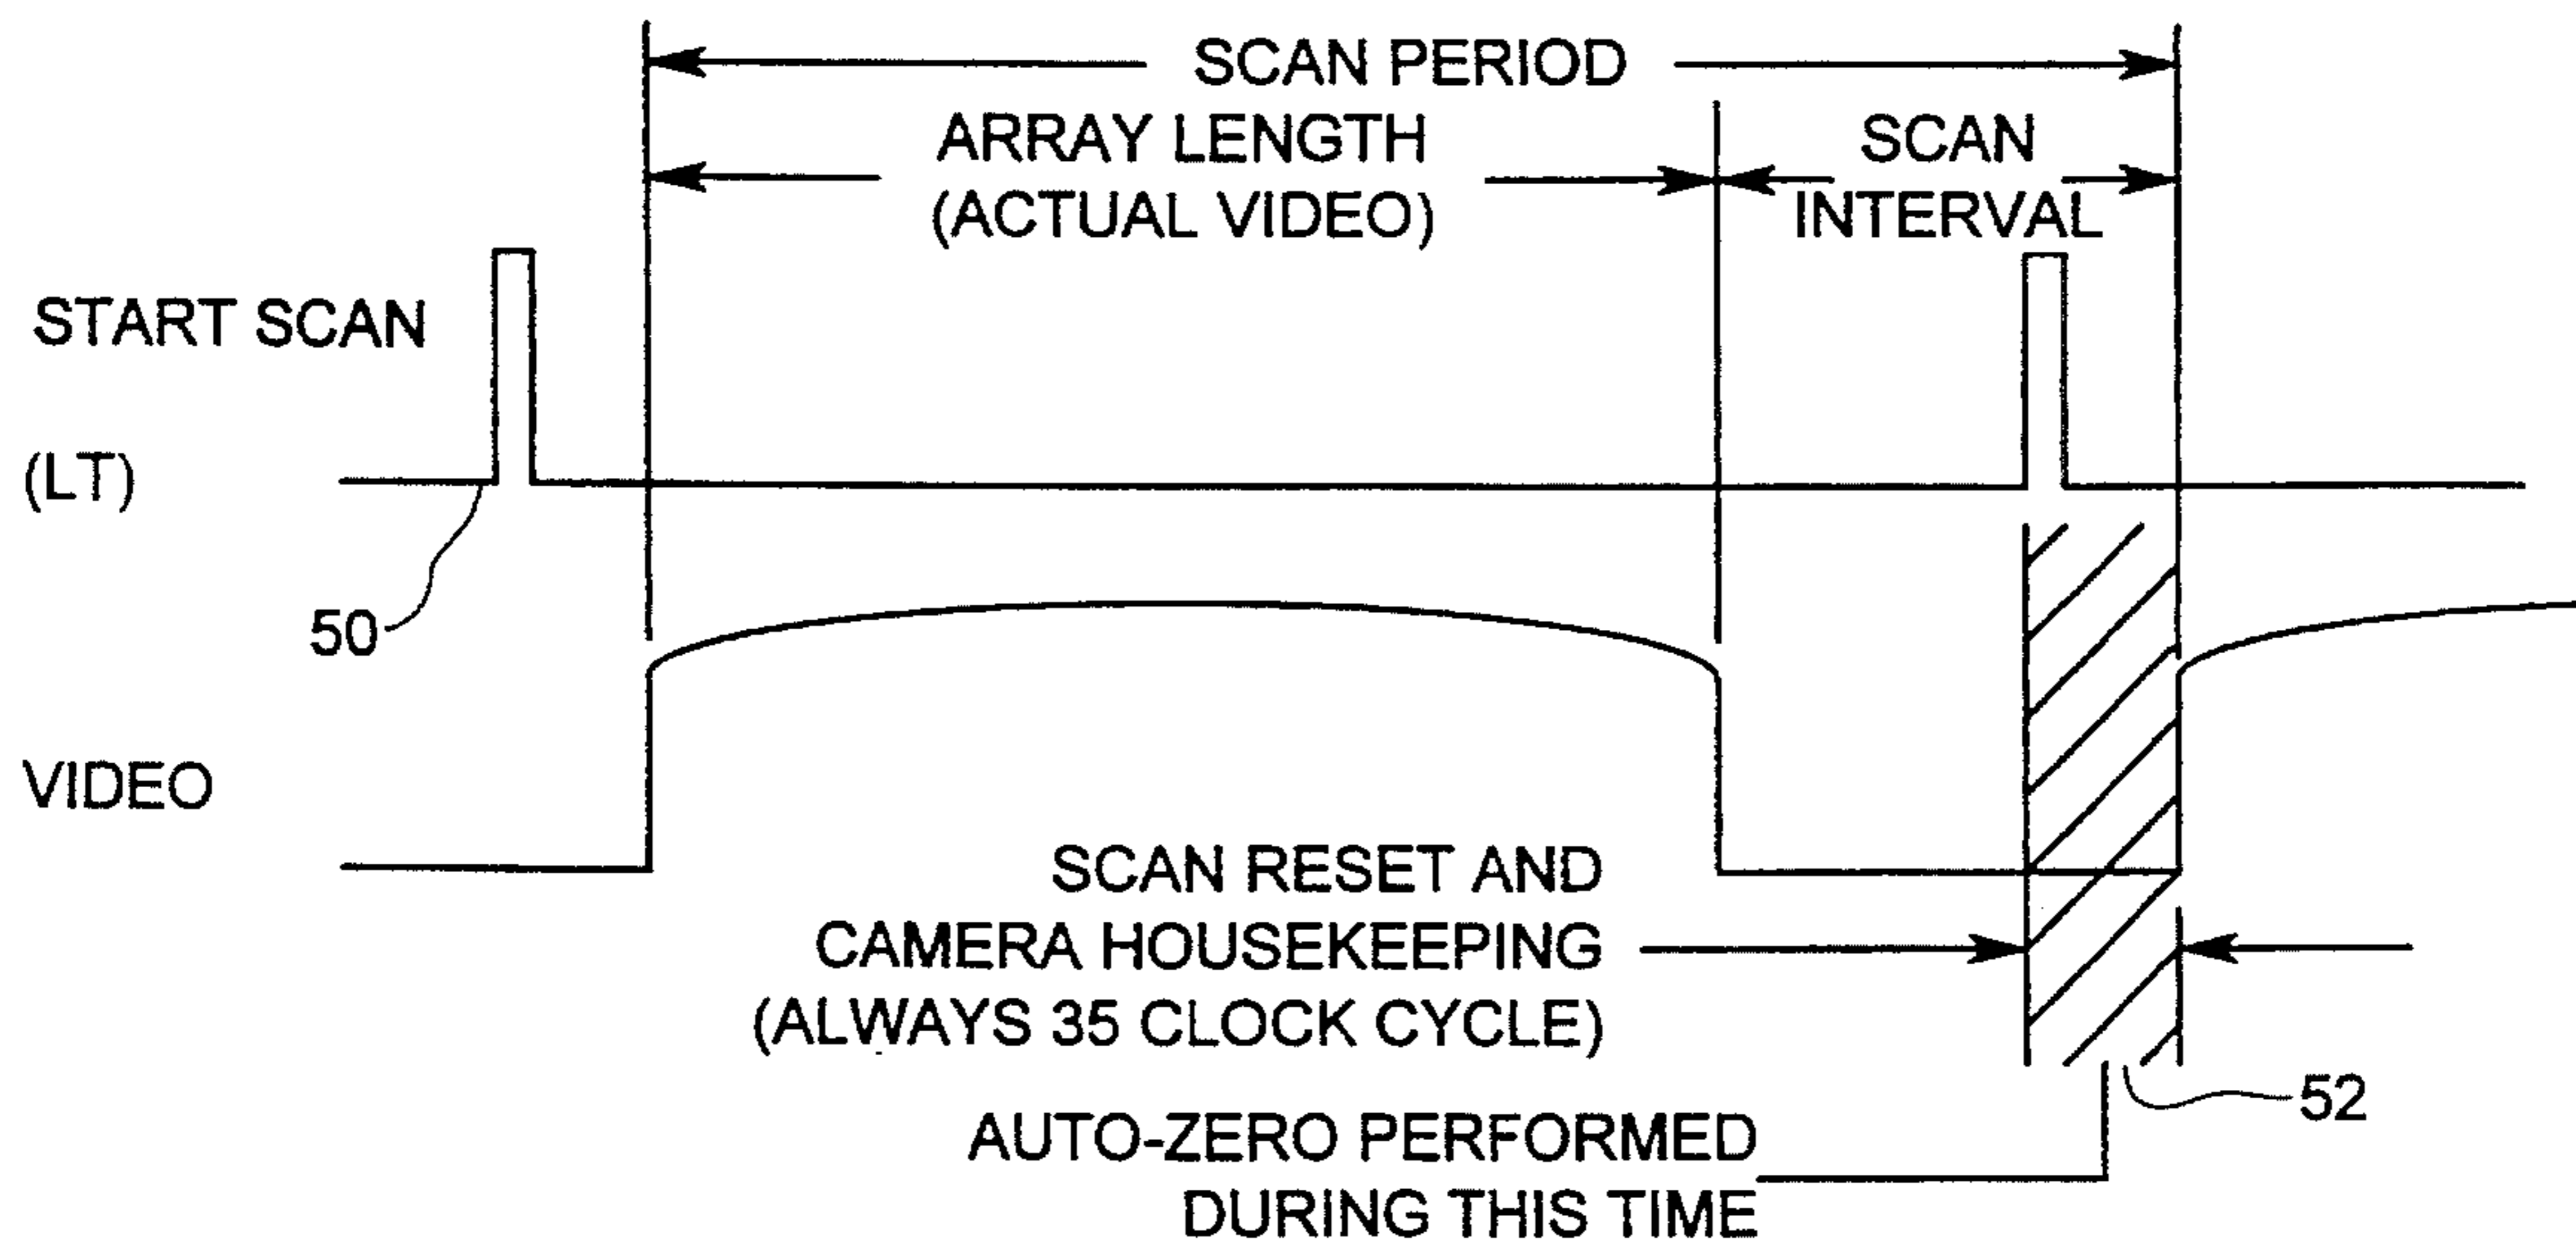 SCAN PERIOD
ARRAY LENGTH
(ACTUAL VIDEO)
SCAN
INTERVAL
START SCAN
(LT)
50
VIDEO
SCAN RESET AND
CAMERA HOUSEKEEPING
(ALWAYS 35 CLOCK CYCLE)
52
AUTO-ZERO PERFORMED
DURING THIS TIME